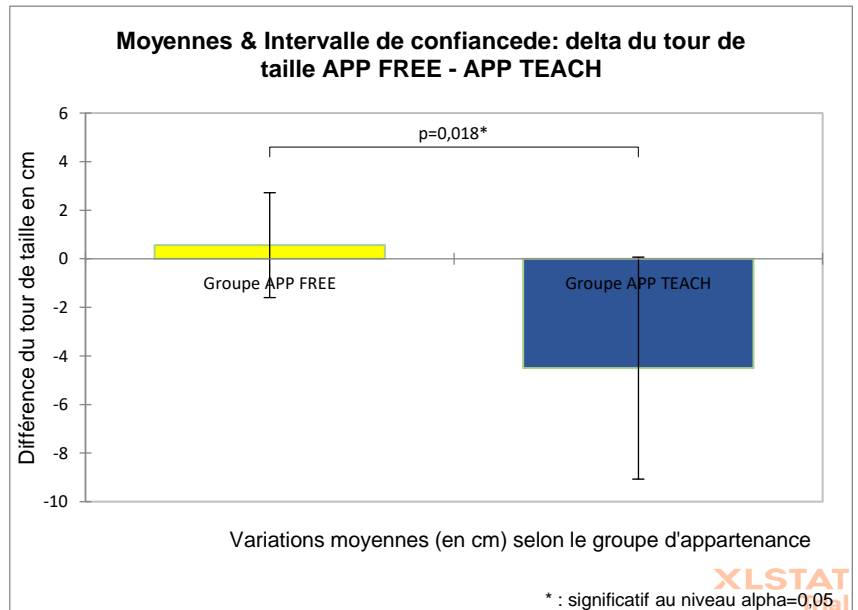 Moyennes & Intervalle de confiancede: delta du tour de
taille APP FREE - APP TEACH
Différence du tour de taille en cm
6
p=0,018*
4
2
0
Groupe APP FREE
Groupe APP TEACH
-2
-4
-6
-8
-10
Variations moyennes (en cm) selon le groupe d'appartenance
XLSTAT
Trial
* : significatif au niveau alpha=0,05